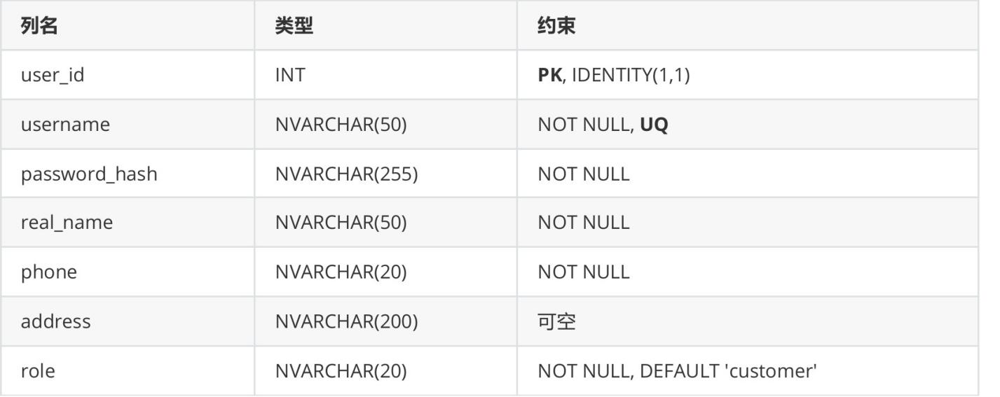 列名 类型 约束
user_id INT PK, IDENTITY(1,1)
username NVARCHAR(50) NOT NULL, UQ
password_hash NVARCHAR(255) NOT NULL
real_name NVARCHAR(50) NOT NULL
phone NVARCHAR(20) NOT NULL
address NVARCHAR(200) 可空
role NVARCHAR(20) NOT NULL, DEFAULT 'customer'